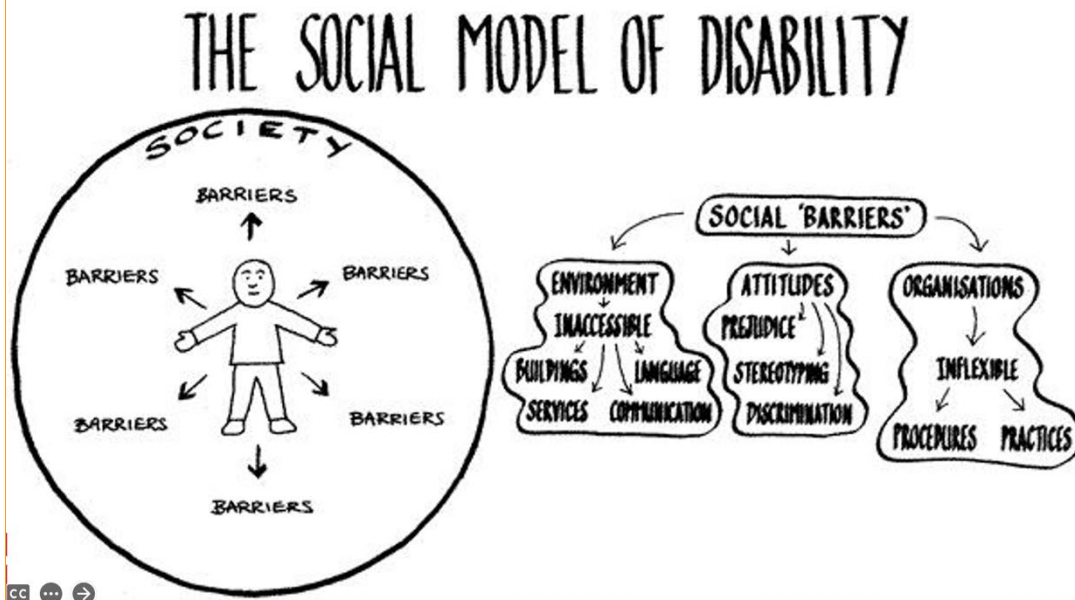 THE SOCIAL MODEL OF DISABILITY
SOCIETY
BARRIERS
BARRIERS
BARRIERS
BARRIERS
BARRIERS
BARRIERS
SOCIAL 'BARRIERS'
ENVIRONMENT
INACCESSIBLE
BUILDINGS
LANGUAGE
SERVICES
COMMUNICATION
ATTITUDES
PREJUDICE
STEREOTYPING
DISCRIMINATION
ORGANISATIONS
INFLEXIBLE
PROCEDURES
PRACTICES
CC